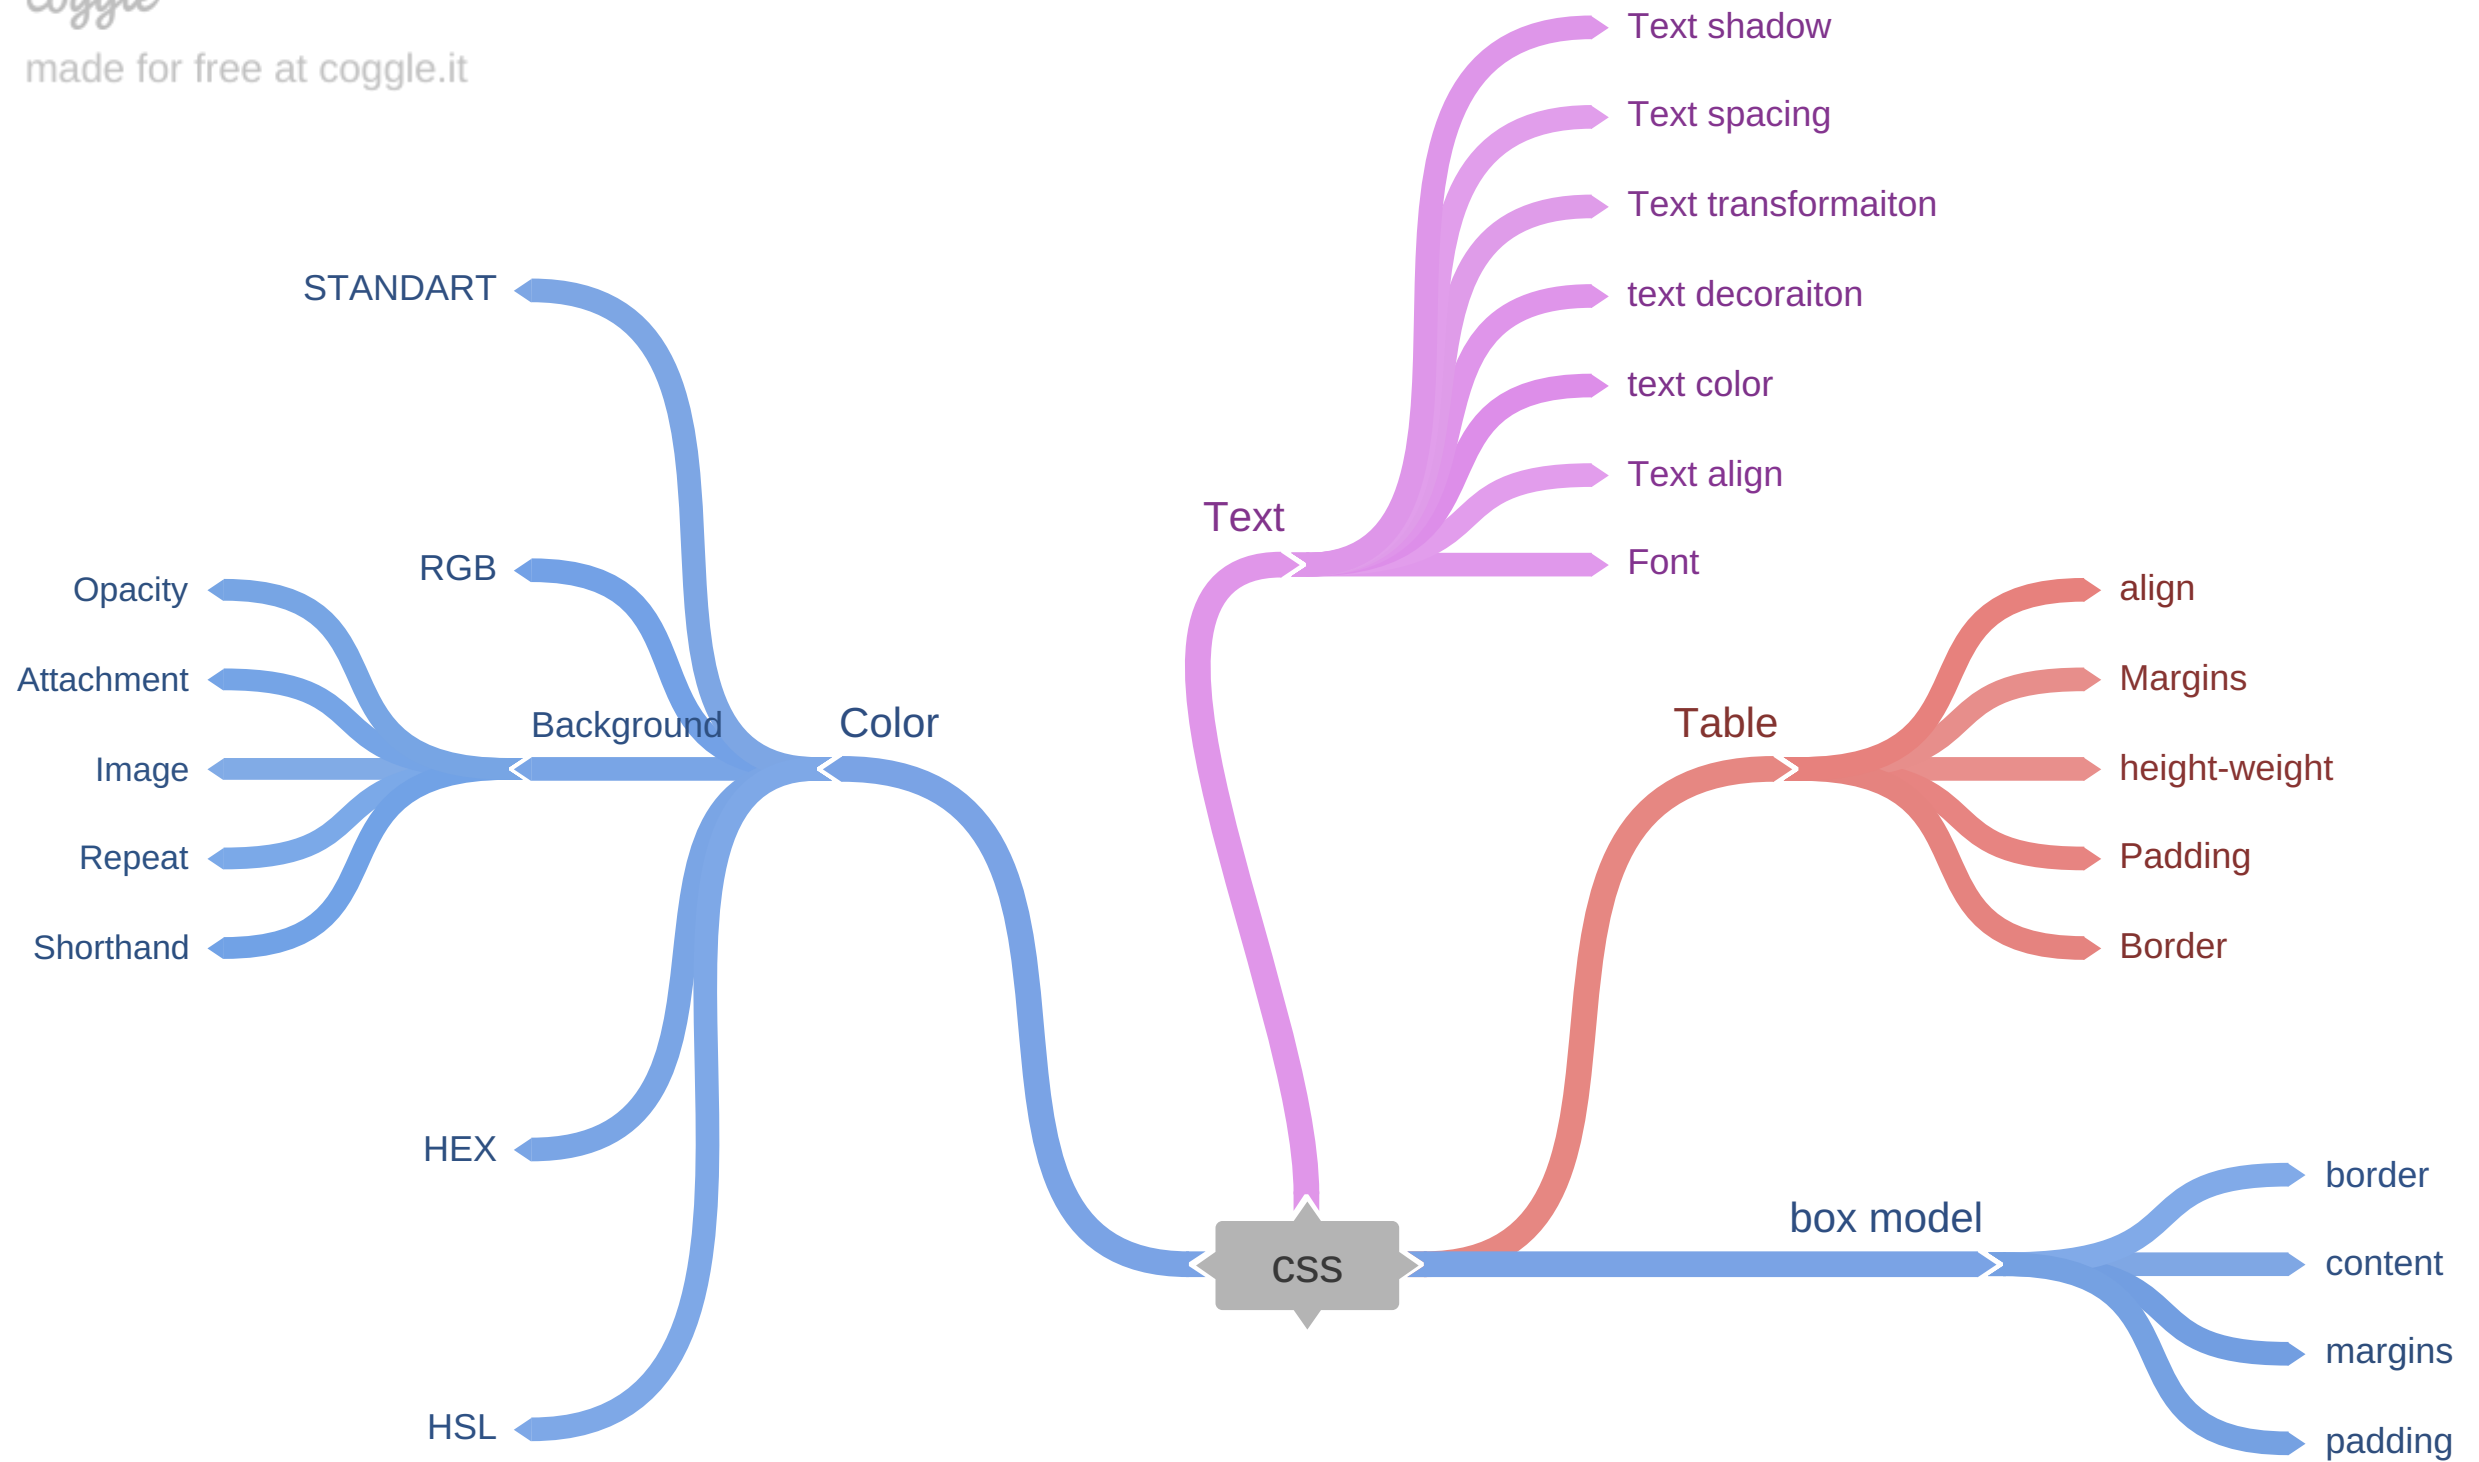 coggle
made for free at coggle.it
Text shadow
Text spacing
Text transformaiton
text decoraiton
text color
Text align
Font
Text
STANDART
RGB
Background
Opacity
Attachment
Image
Repeat
Shorthand
HEX
HSL
Color
Table
align
Margins
height-weight
Padding
Border
box model
border
content
margins
padding
css